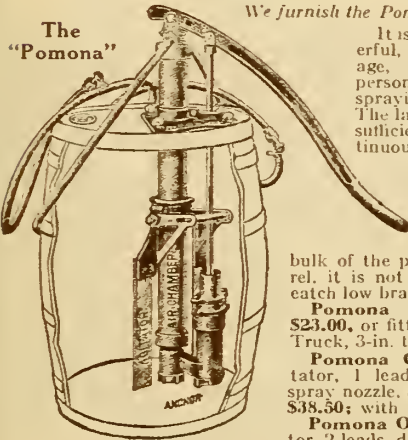 The
"Pomona"
We furnish the Pom
It is
erful,
age,
person
spraying
The la
sufficie
tinuou
AIR CHAMBER
AGITATOR
ANCHOR
bulk of the p
rel, it is not
catch low bra
Pomona
$23.00, or fitt
Truck, 3-in. t
Pomona O
tator, 1 lead
spray nozzle.
$38.50; with
Pomona O
tor, 2 leads o